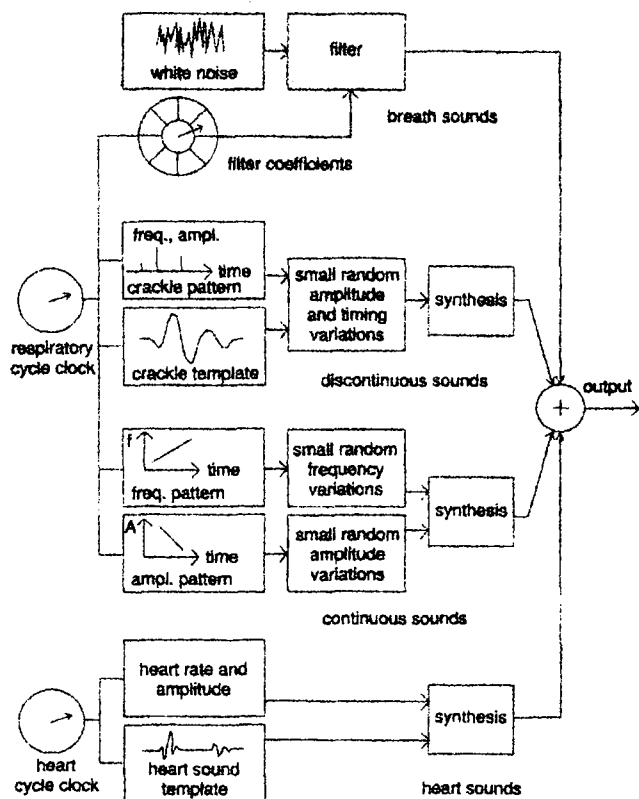 white noise
filter
breath sounds
filter coefficients
freq., ampl.
time
crackle pattern
small random
amplitude
and timing
variations
synthesis
respiratory
cycle clock
crackle template
discontinuous sounds
+
output
f
time
freq. pattern
small random
frequency
variations
synthesis
A
time
ampl. pattern
small random
amplitude
variations
continuous sounds
heart rate and
amplitude
synthesis
heart
cycle clock
heart sound
template
heart sounds